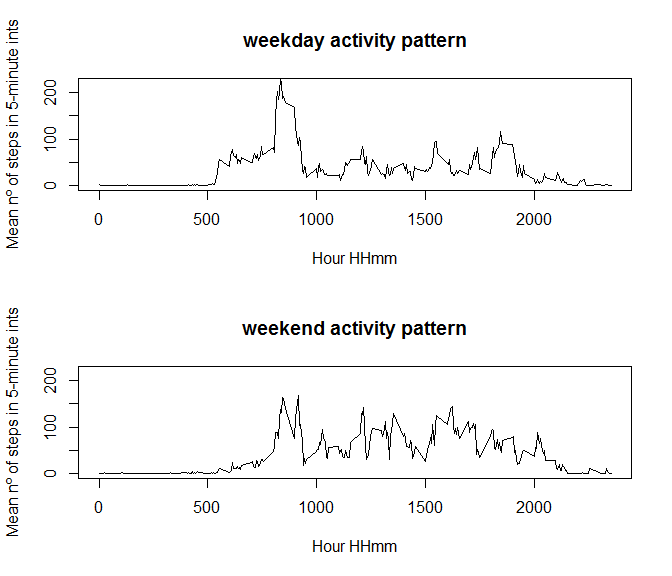 weekday activity pattern
Mean nº of steps in 5-minute ints
200
100
0
0 500 1000 1500 2000
Hour HHmm
weekend activity pattern
Mean nº of steps in 5-minute ints
200
100
0
0 500 1000 1500 2000
Hour HHmm